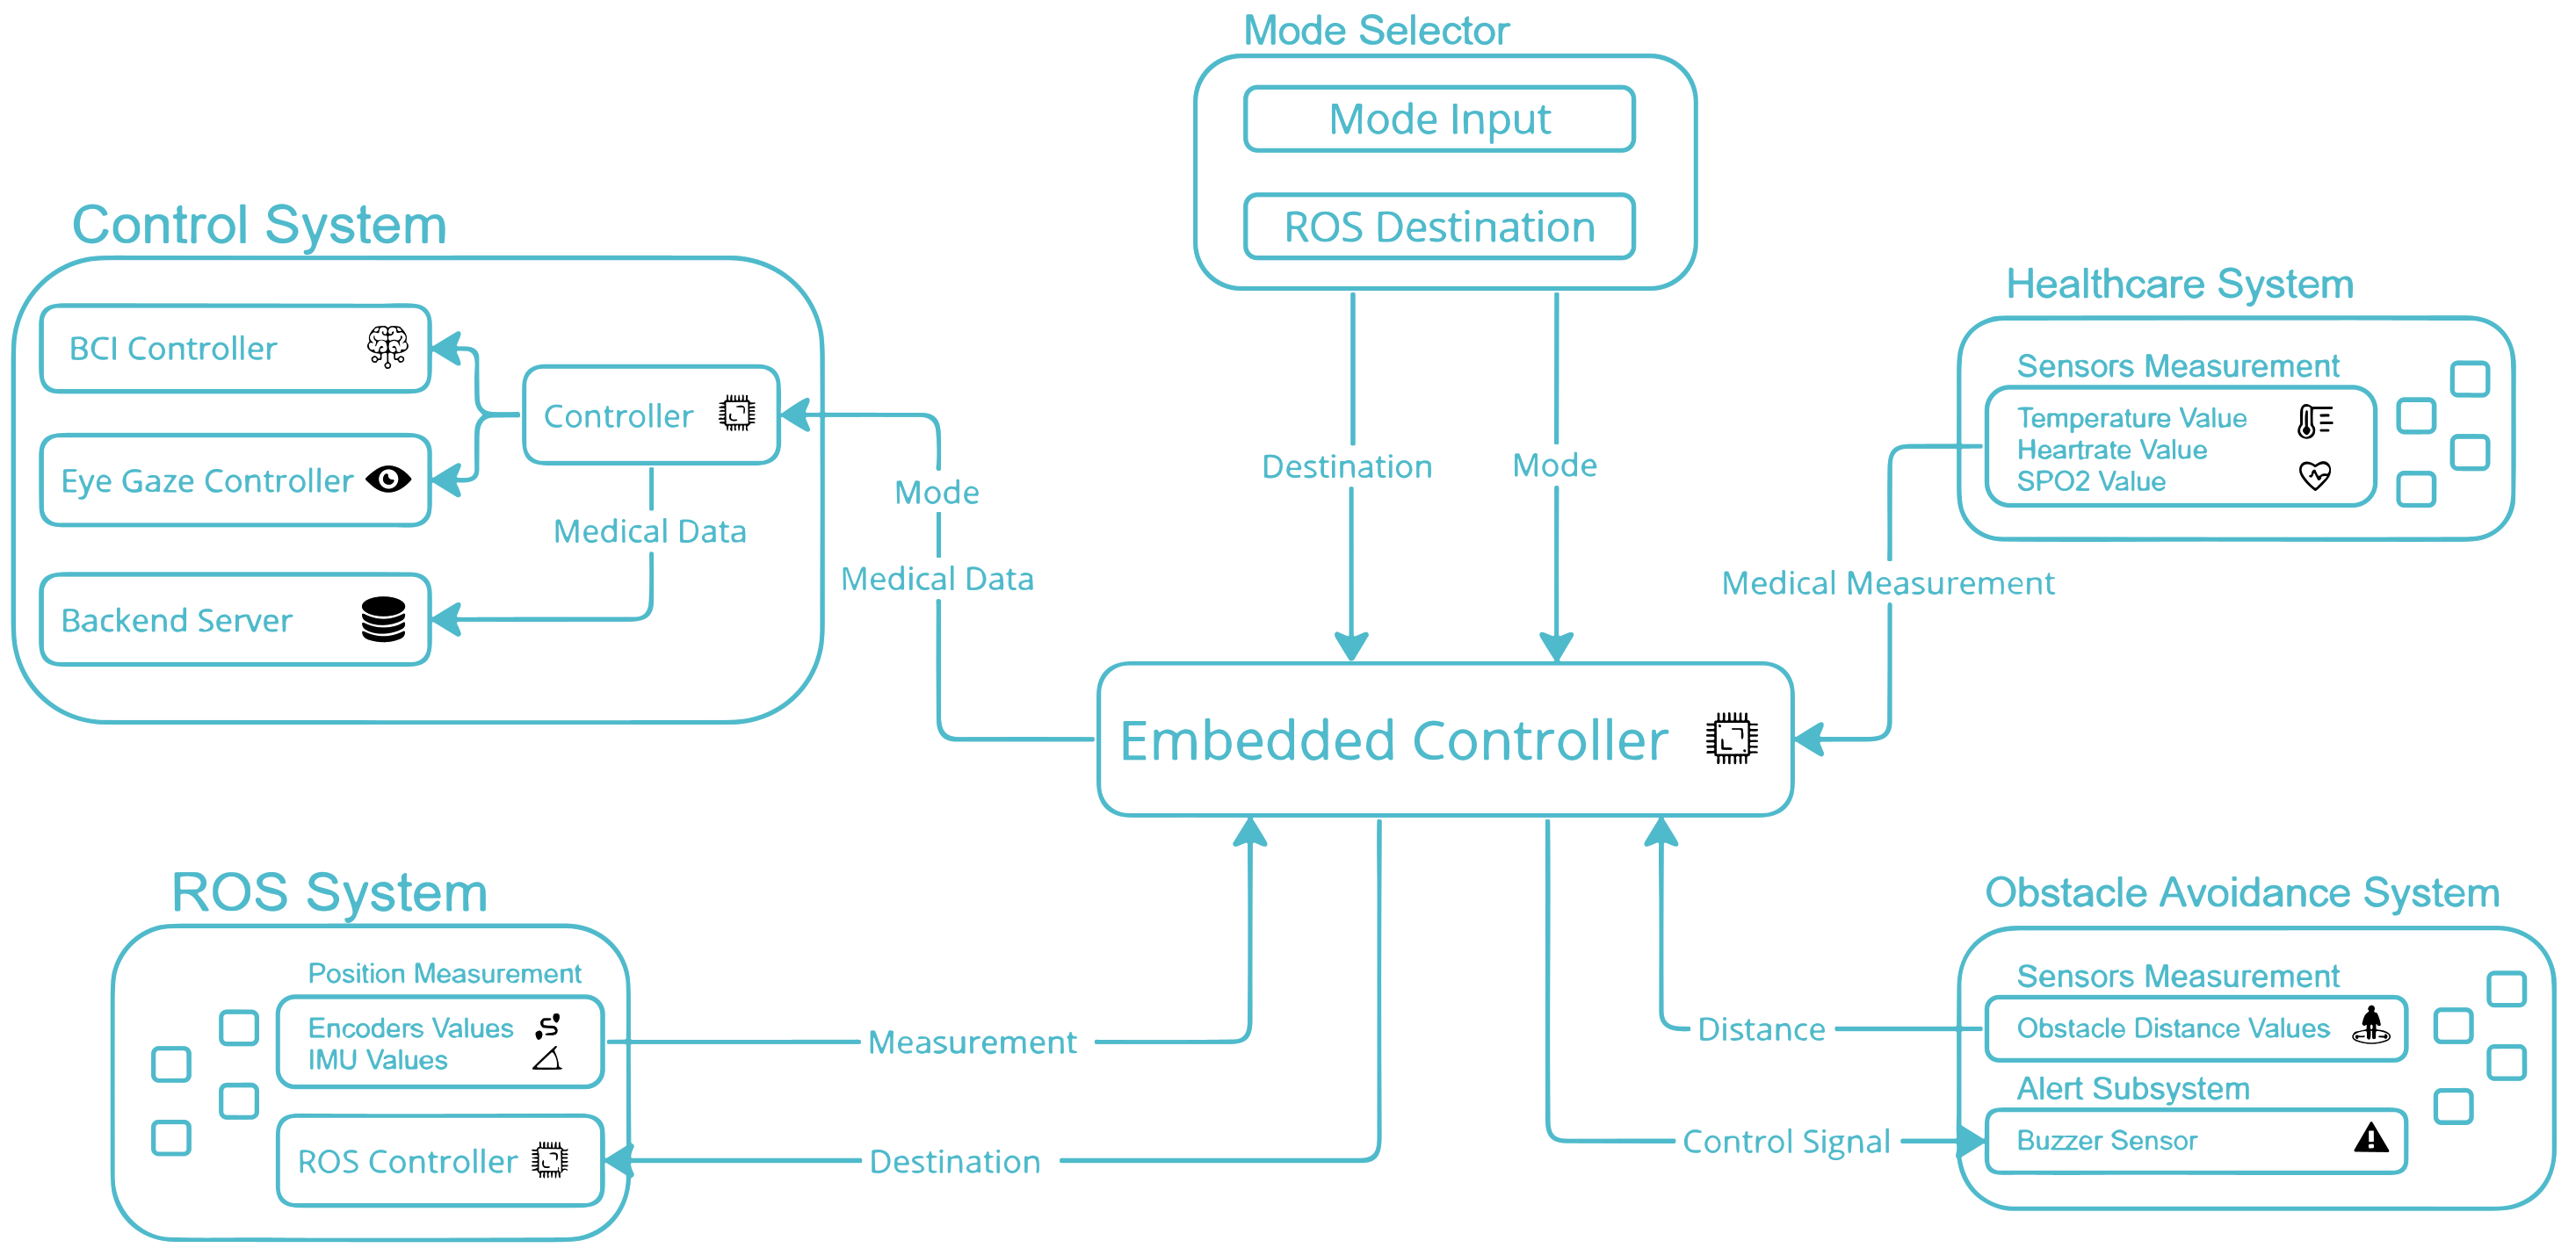 Mode Selector
Mode Input
ROS Destination
Control System
BCI Controller
Controller
Eye Gaze Controller
Medical Data
Backend Server
Mode
Medical Data
Destination
Mode
Healthcare System
Sensors Measurement
Temperature Value
Heartrate Value
SPO2 Value
Medical Measurement
Embedded Controller
ROS System
Position Measurement
Encoders Values
IMU Values
ROS Controller
Measurement
Destination
Obstacle Avoidance System
Sensors Measurement
Obstacle Distance Values
Alert Subsystem
Buzzer Sensor
Distance
Control Signal